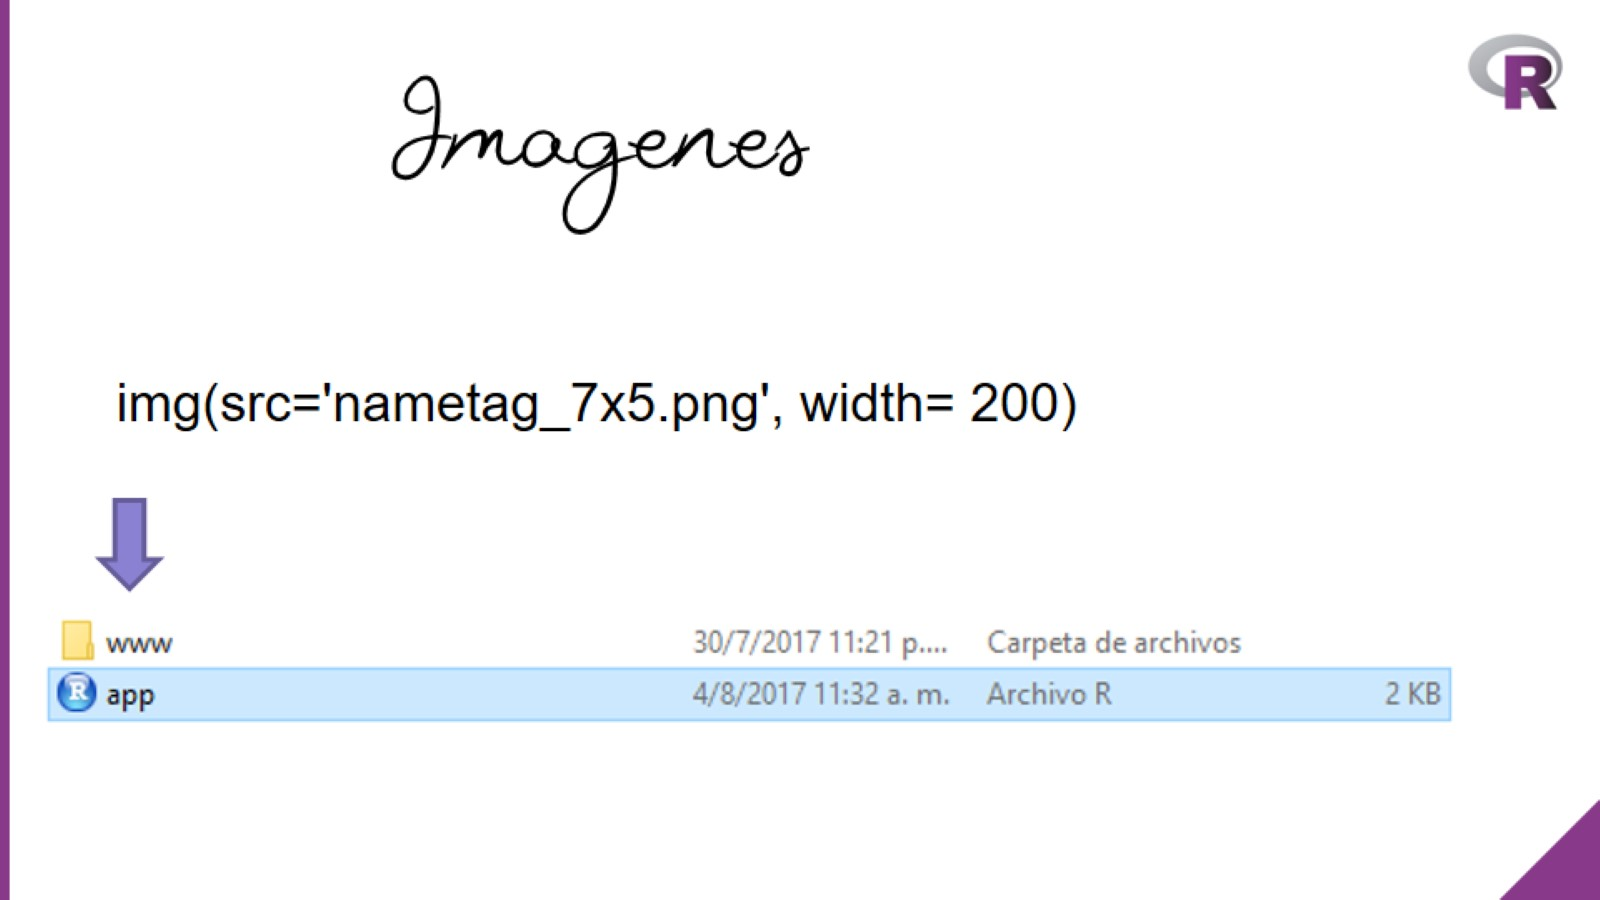 R
Imagenes
img(src='nametag_7x5.png', width= 200)
www 30/7/2017 11:21 p.... Carpeta de archivos
R app 4/8/2017 11:32 a. m. Archivo R 2 KB